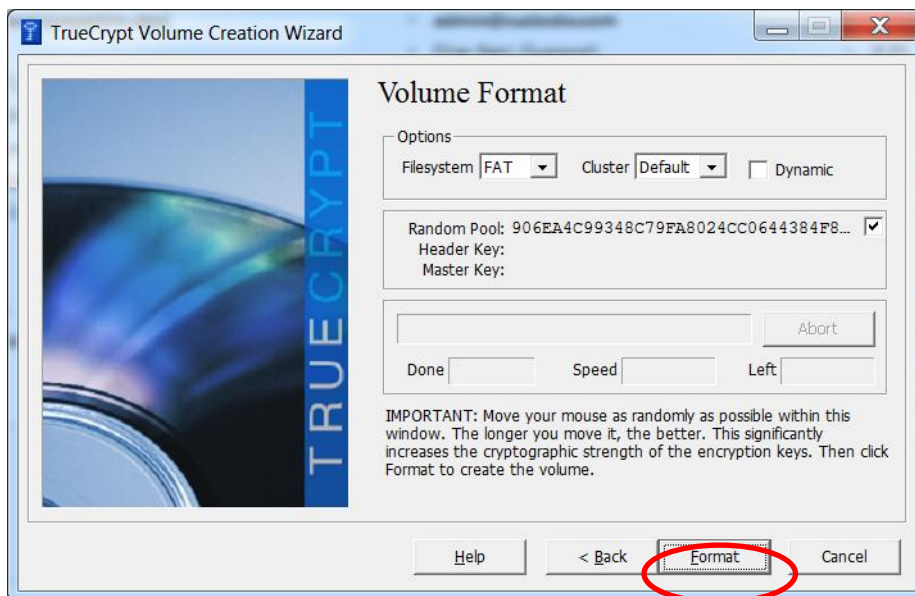 TrueCrypt Volume Creation Wizard
TRUECRYPT
Volume Format
Options
Filesystem FAT Cluster Default Dynamic
Random Pool: 906EA4C99348C79FA8024CC0644384F8...
Header Key:
Master Key:
Abort
Done Speed Left
IMPORTANT: Move your mouse as randomly as possible within this
window. The longer you move it, the better. This significantly
increases the cryptographic strength of the encryption keys. Then click
Format to create the volume.
Help < Back Format Cancel